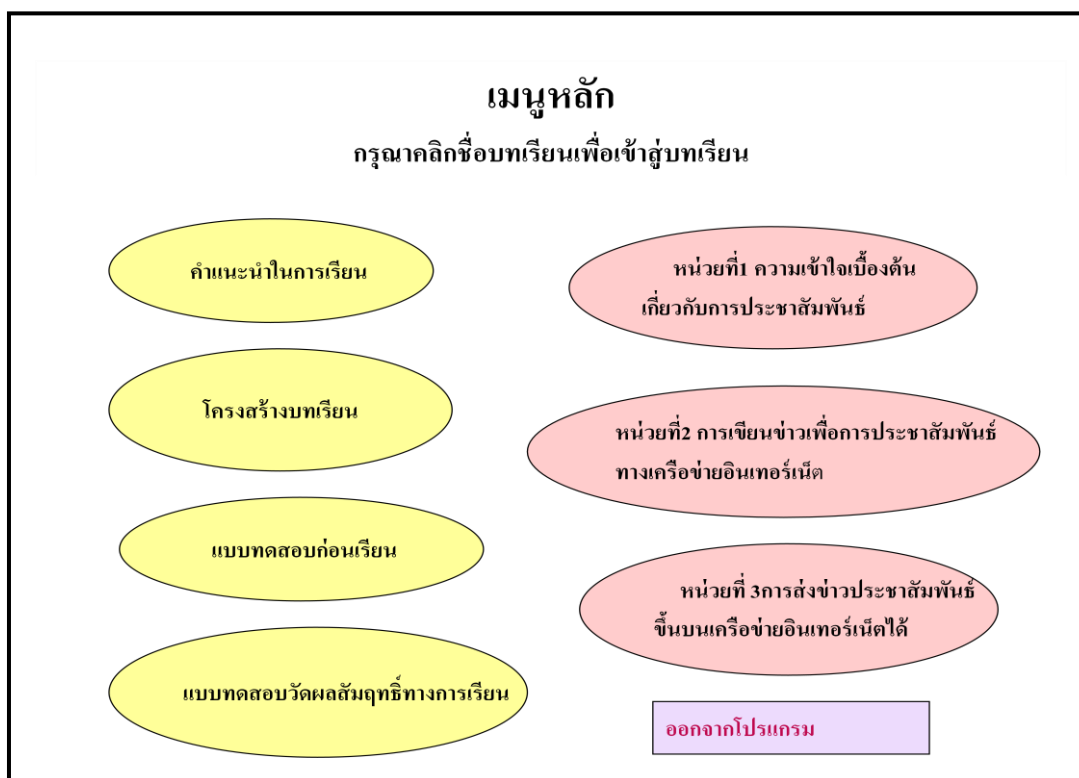 เมนูหลัก
กรุณาคลิกชื่อบทเรียนเพื่อเข้าสู่บทเรียน
คำแนะนำในการเรียน
โครงสร้างบทเรียน
แบบทดสอบก่อนเรียน
แบบทดสอบวัดผลสัมฤทธิ์ทางการเรียน
หน่วยที่1 ความเข้าใจเบื้องต้น
เกี่ยวกับการประชาสัมพันธ์
หน่วยที่2 การเขียนข่าวเพื่อการประชาสัมพันธ์
ทางเครือข่ายอินเทอร์เน็ต
หน่วยที่ 3การส่งข่าวประชาสัมพันธ์
ขึ้นบนเครือข่ายอินเทอร์เน็ตได้
ออกจากโปรแกรม